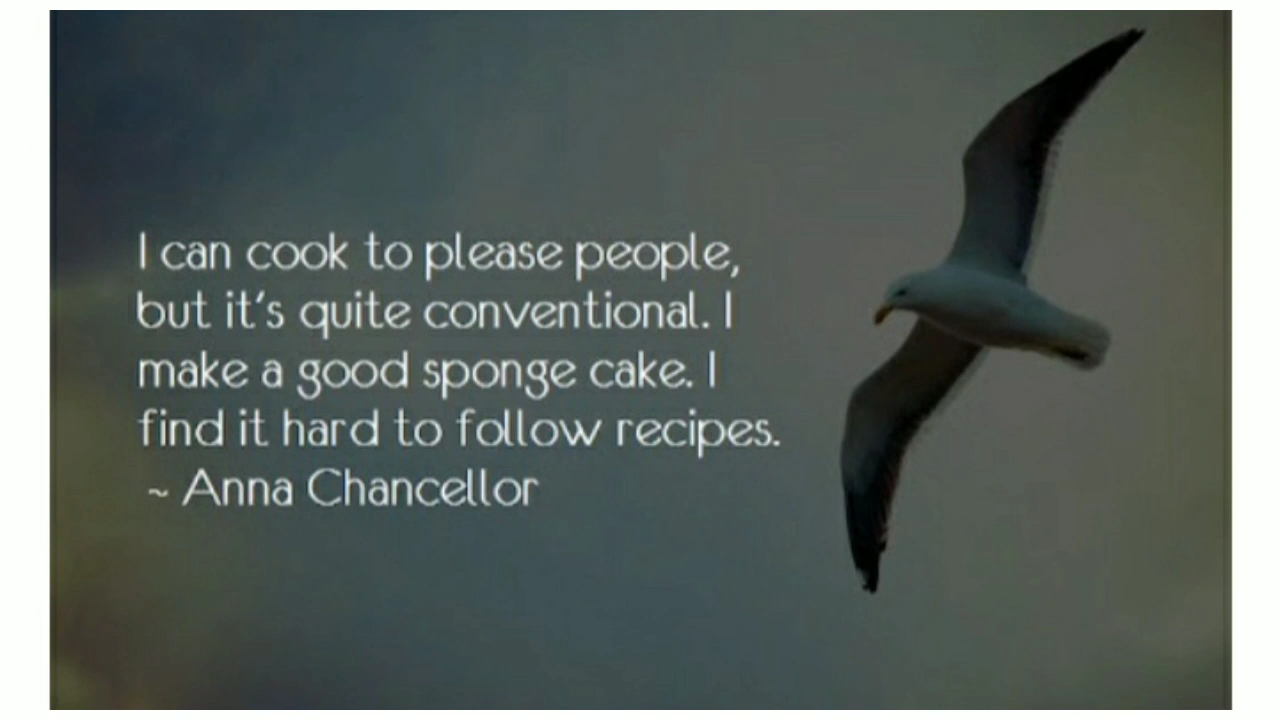 I can cook to please people,
but it's quite conventional. I
make a good sponge cake. I
find it hard to follow recipes.
~ Anna Chancellor